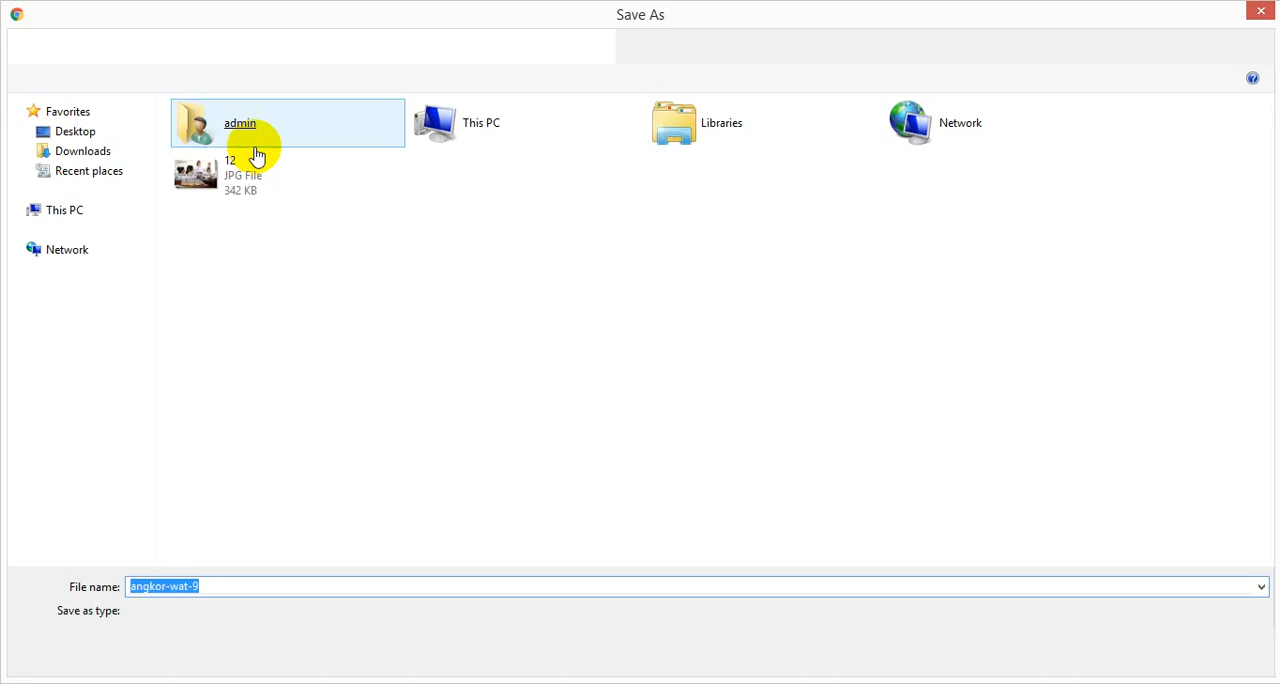 Save As
Favorites
Desktop
Downloads
Recent places
This PC
Network
admin
This PC
Libraries
Network
12
JPG File
342 KB
File name: angkor-wat-9
Save as type: